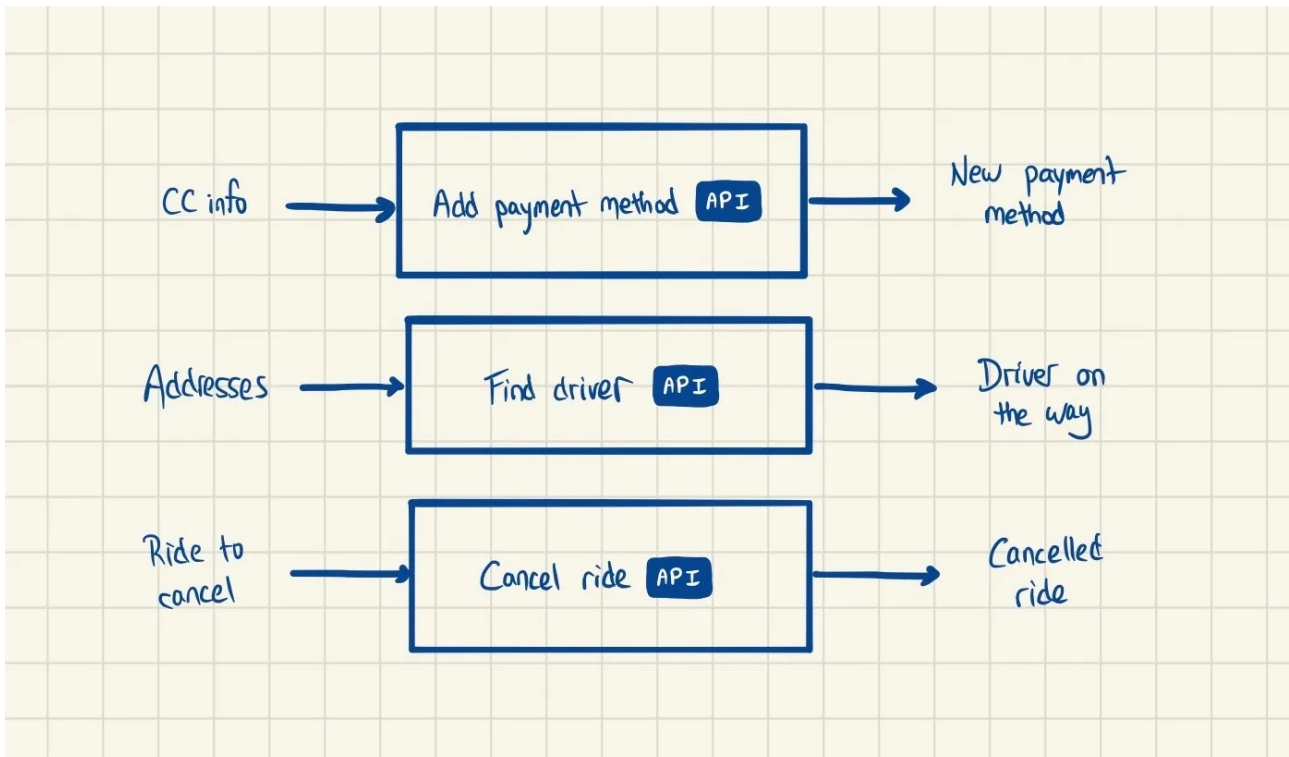 CC info
Add payment method API
New payment
method
Addresses
Find driver API
Driver on
the way
Ride to
cancel
Cancel ride API
Cancelled
ride